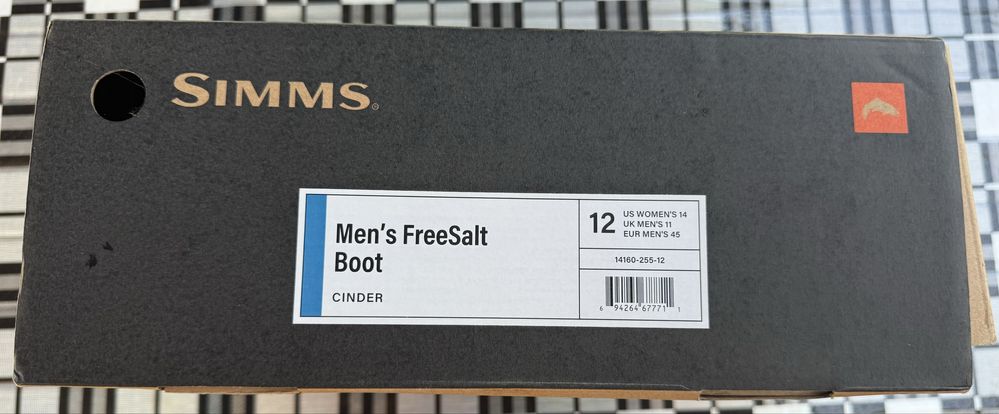 SIMMS®
Men's FreeSalt
Boot
CINDER
12
US WOMEN'S 14
UK MEN'S 11
EUR MEN'S 45
14160-255-12
6 94264 67771 1